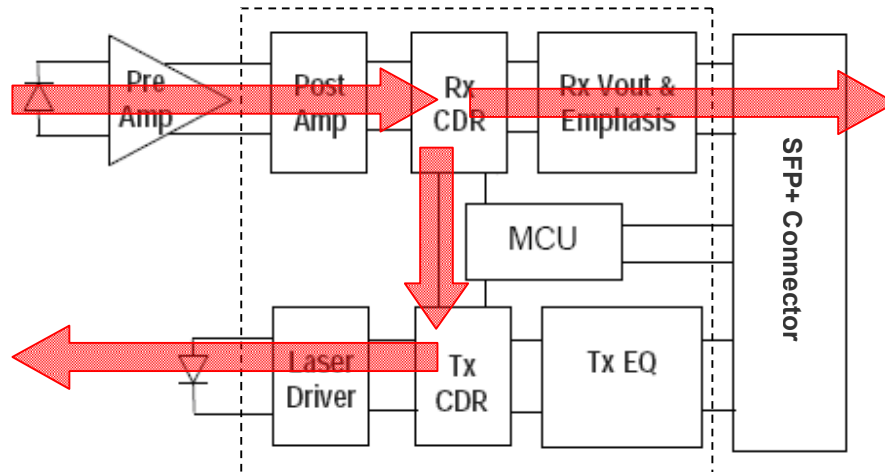 Pre
Amp
Post
Amp
Rx
CDR
Rx Vout &
Emphasis
SFP+ Connector
MCU
Laser
Driver
Tx
CDR
Tx EQ